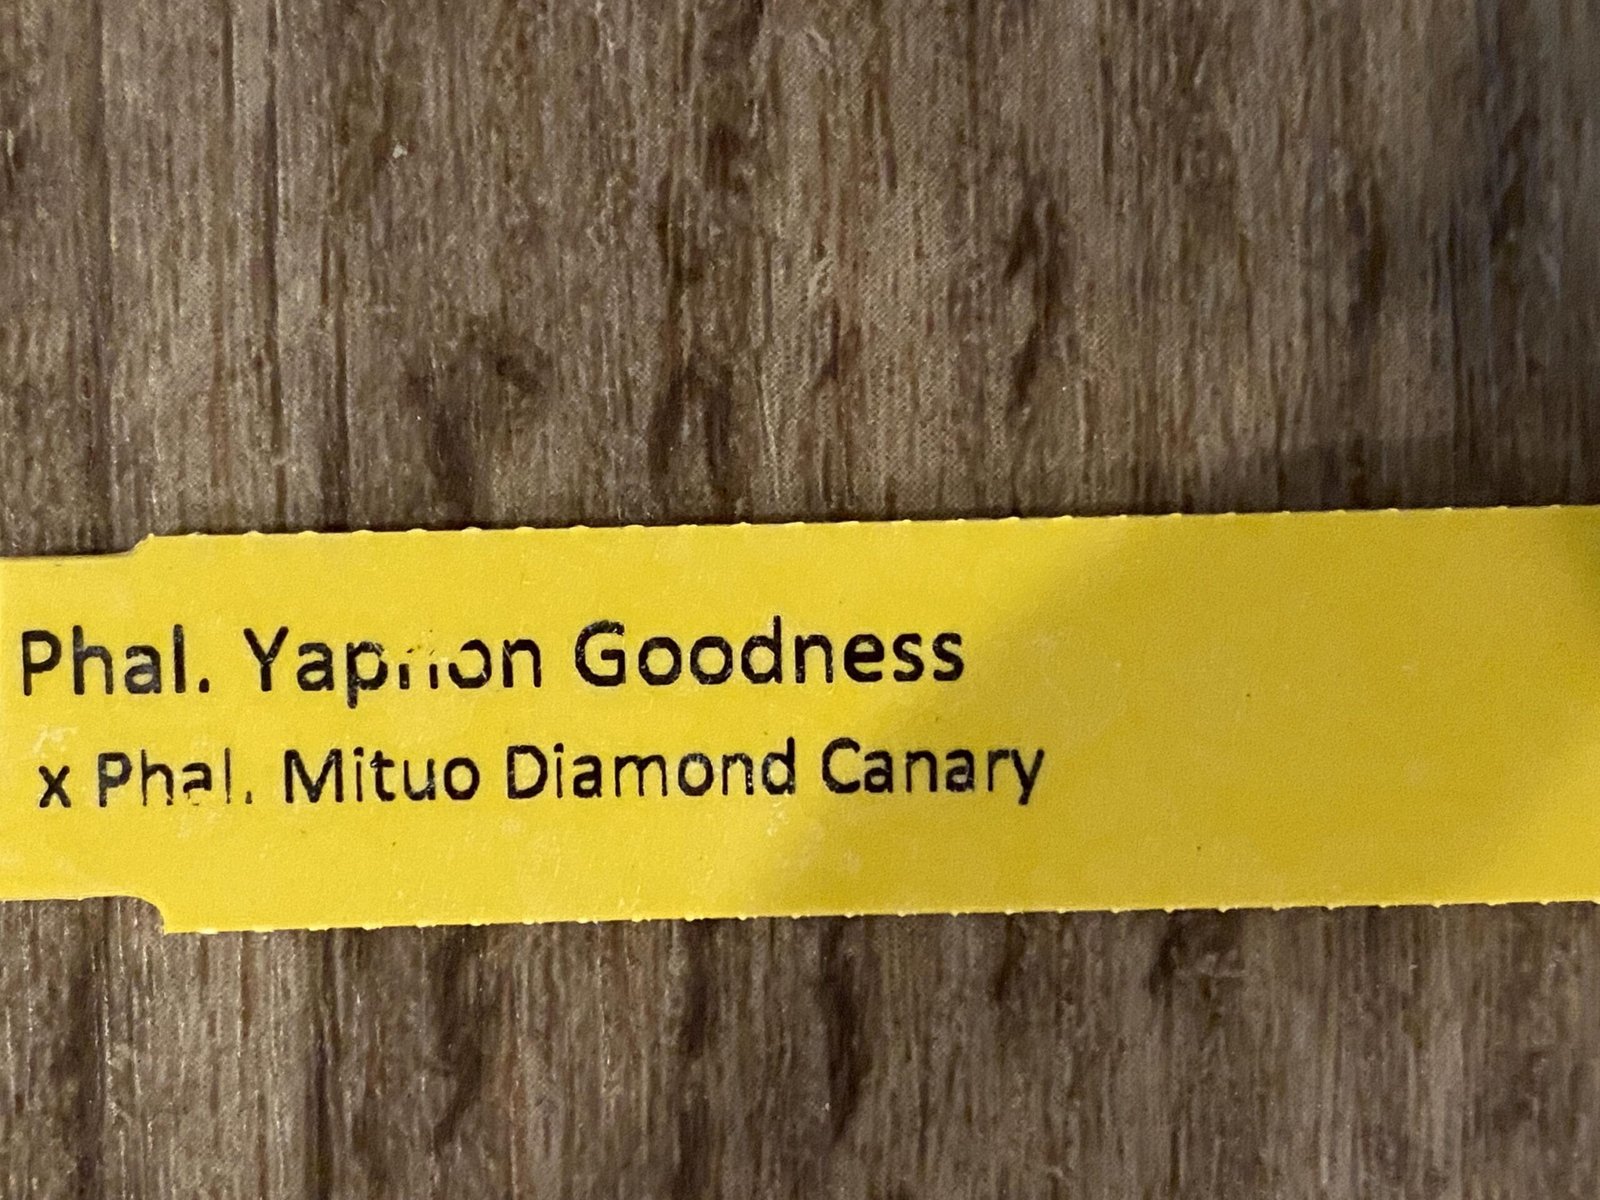 Phal. Yaphon Goodness
x Phal. Mituo Diamond Canary